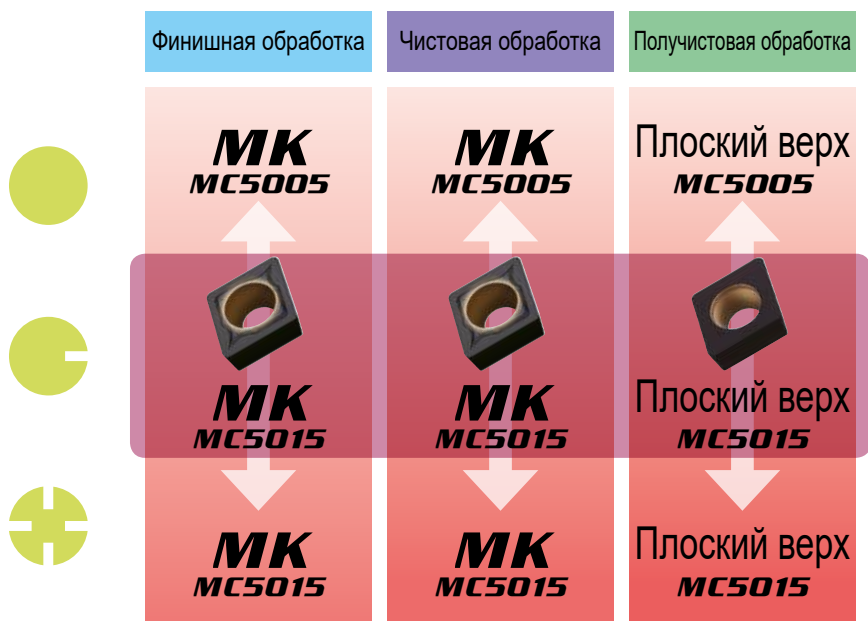 Финишная обработка
Чистовая обработка
Получистовая обработка
MK
MC5005
MK
MC5005
Плоский верх
MC5005
MK
MC5015
MK
MC5015
Плоский верх
MC5015
MK
MC5015
MK
MC5015
Плоский верх
MC5015